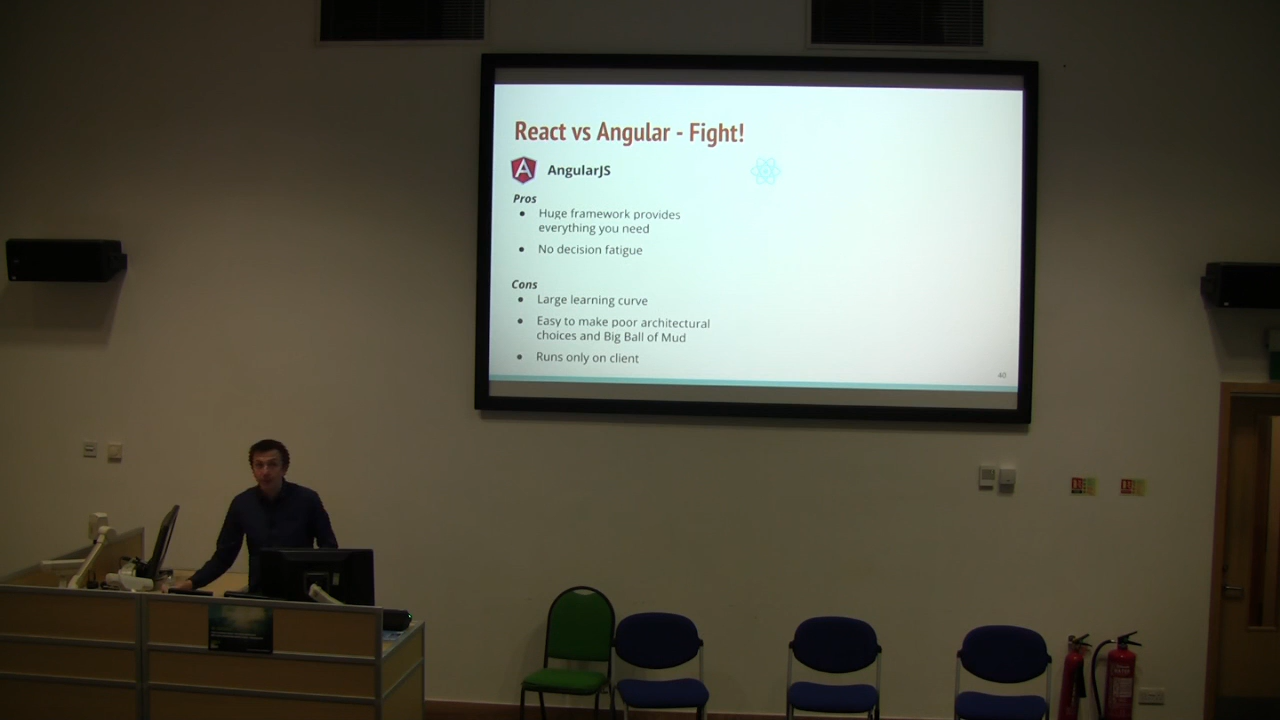 React vs Angular - Fight!
AngularJS
Pros
Huge framework provides
everything you need
No decision fatigue
Cons
Large learning curve
Easy to make poor architectural
choices and Big Ball of Mud
Runs only on client
40